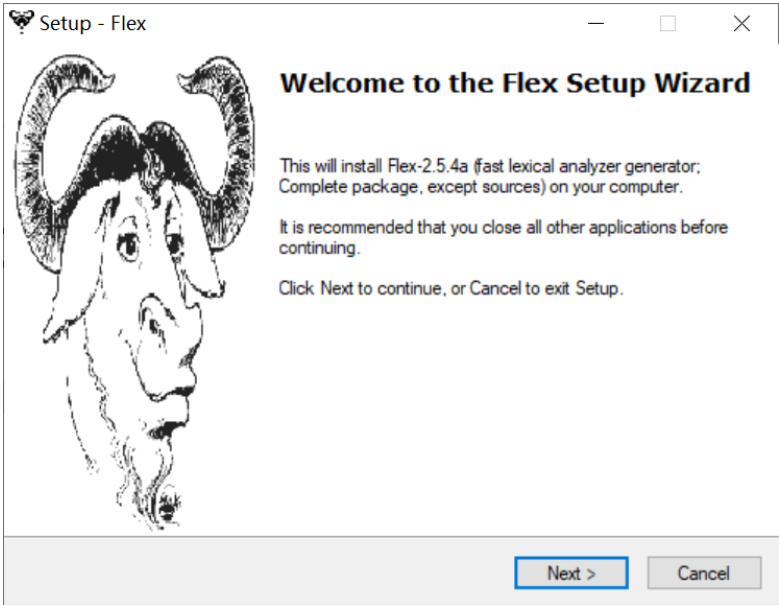 Setup - Flex
Welcome to the Flex Setup Wizard
This will install Flex-2.5.4a (fast lexical analyzer generator;
Complete package, except sources) on your computer.
It is recommended that you close all other applications before
continuing.
Click Next to continue, or Cancel to exit Setup.
Next >
Cancel